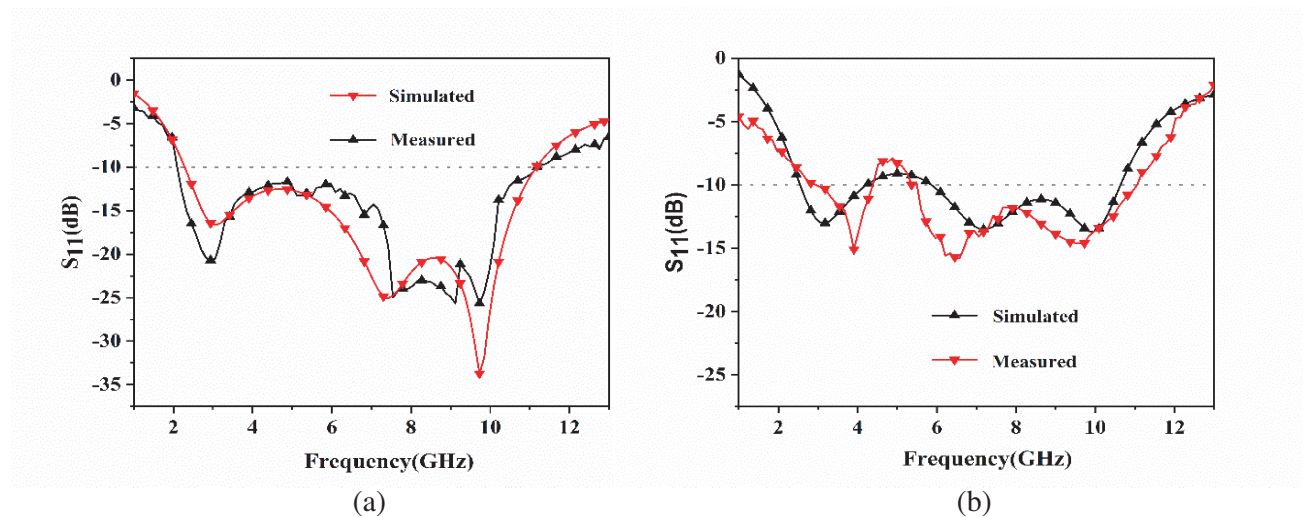 0
-5
-10
-15
-20
-25
-30
-35
S11(dB)
Simulated
Measured
2 4 6 8 10 12
Frequency(GHz)
(a)
0
-5
-10
-15
-20
-25
S11(dB)
Simulated
Measured
2 4 6 8 10 12
Frequency(GHz)
(b)